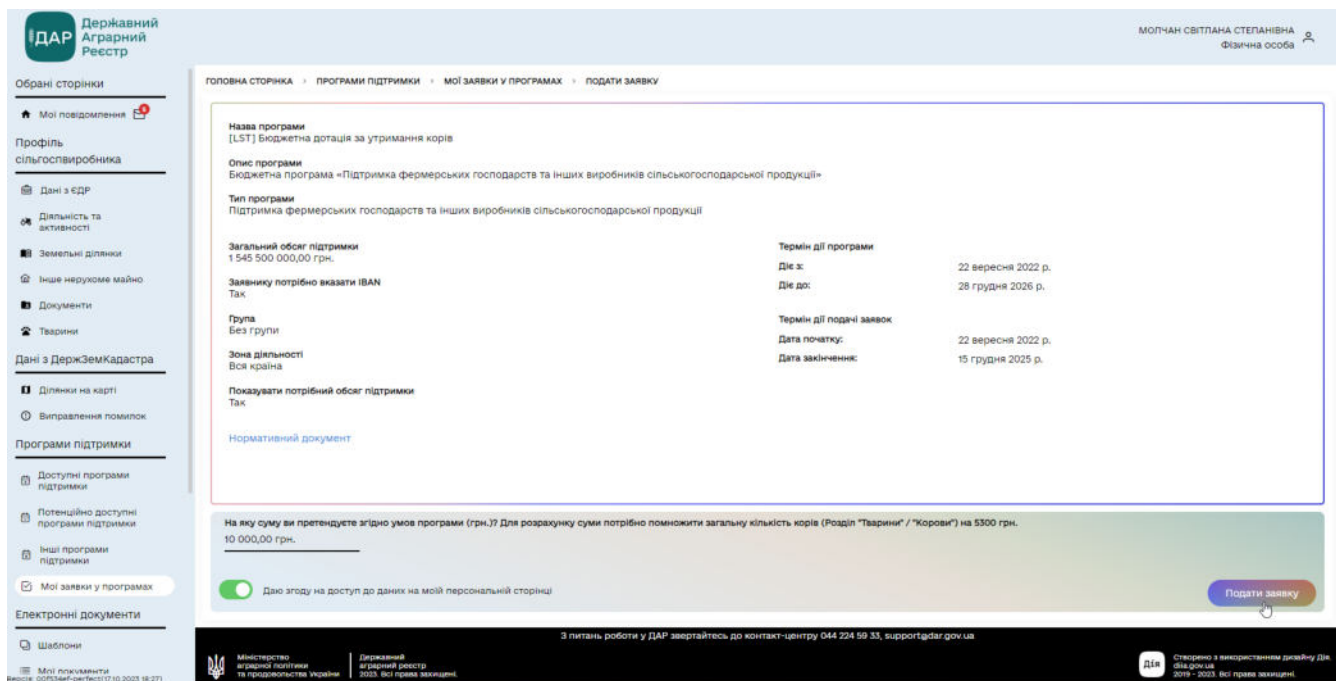 ДАР
Державний
Аграрний
Реєстр
МОЛЧАН СВІТЛАНА СТЕПАНІВНА
Фізична особа
Обрані сторінки
Мої повідомлення
Профіль
сільгоспвиробника
Дані з ЄДР
Діяльність та
активності
Земельні ділянки
Інше нерухоме майно
Документи
Тварини
Дані з ДержЗемКадастра
Ділянки на карті
Виправлення помилок
Програми підтримки
Доступні програми
підтримки
Потенційно доступні
програми підтримки
Інші програми
підтримки
Мої заявки у програмах
Електронні документи
Шаблони
Мої документи
Версія: 00f534ef-perfect(17.10.2023 18:27)
ГОЛОВНА СТОРІНКА › ПРОГРАМИ ПІДТРИМКИ › МОЇ ЗАЯВКИ У ПРОГРАМАХ › ПОДАТИ ЗАЯВКУ
Назва програми
[LST] Бюджетна дотація за утримання корів
Опис програми
Бюджетна програма «Підтримка фермерських господарств та інших виробників сільськогосподарської продукції»
Тип програми
Підтримка фермерських господарств та інших виробників сільськогосподарської продукції
Загальний обсяг підтримки
1 545 500 000,00 грн.
Заявнику потрібно вказати IBAN
Так
Група
Без групи
Зона діяльності
Вся країна
Показувати потрібний обсяг підтримки
Так
Нормативний документ
Термін дії програми
Діє з: 22 вересня 2022 р.
Діє до: 28 грудня 2026 р.
Термін дії подачі заявок
Дата початку: 22 вересня 2022 р.
Дата закінчення: 15 грудня 2025 р.
На яку суму ви претендуєте згідно умов програми (грн.)? Для розрахунку суми потрібно помножити загальну кількість корів (Розділ "Тварини" / "Корови") на 5300 грн.
10 000,00 грн.
Даю згоду на доступ до даних на моїй персональній сторінці
Подати заявку
З питань роботи у ДАР звертайтесь до контакт-центру 044 224 59 33, support@dar.gov.ua
Міністерство
аграрної політики
та продовольства України
Державний
аграрний реєстр
2023. Всі права захищені.
Дія
Створено з використанням дизайну Дія.
diia.gov.ua
2019 - 2023. Всі права захищені.